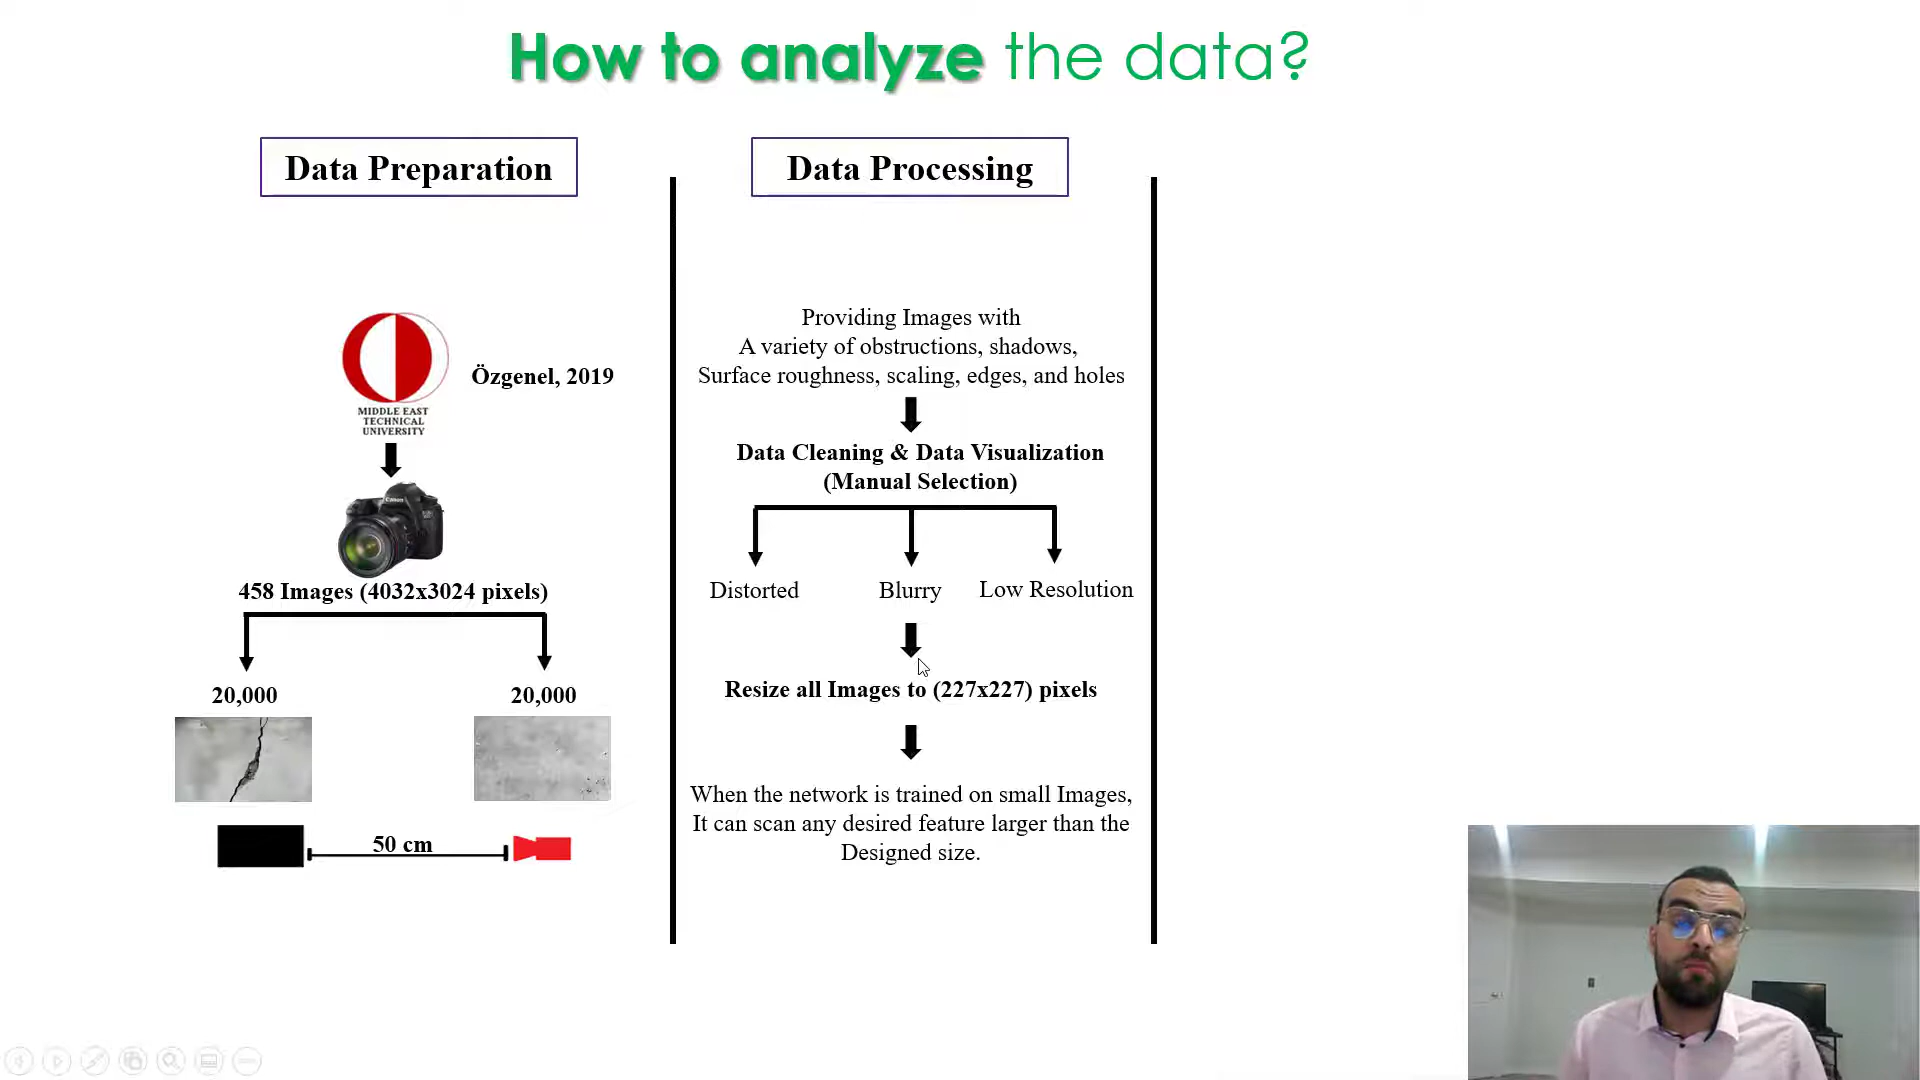 How to analyze the data?
Data Preparation
Özgenel, 2019
MIDDLE EAST
TECHNICAL
UNIVERSITY
Canon
458 Images (4032x3024 pixels)
20,000
20,000
50 cm
Data Processing
Providing Images with
A variety of obstructions, shadows,
Surface roughness, scaling, edges, and holes
Data Cleaning & Data Visualization
(Manual Selection)
Distorted
Blurry
Low Resolution
Resize all Images to (227x227) pixels
When the network is trained on small Images,
It can scan any desired feature larger than the
Designed size.